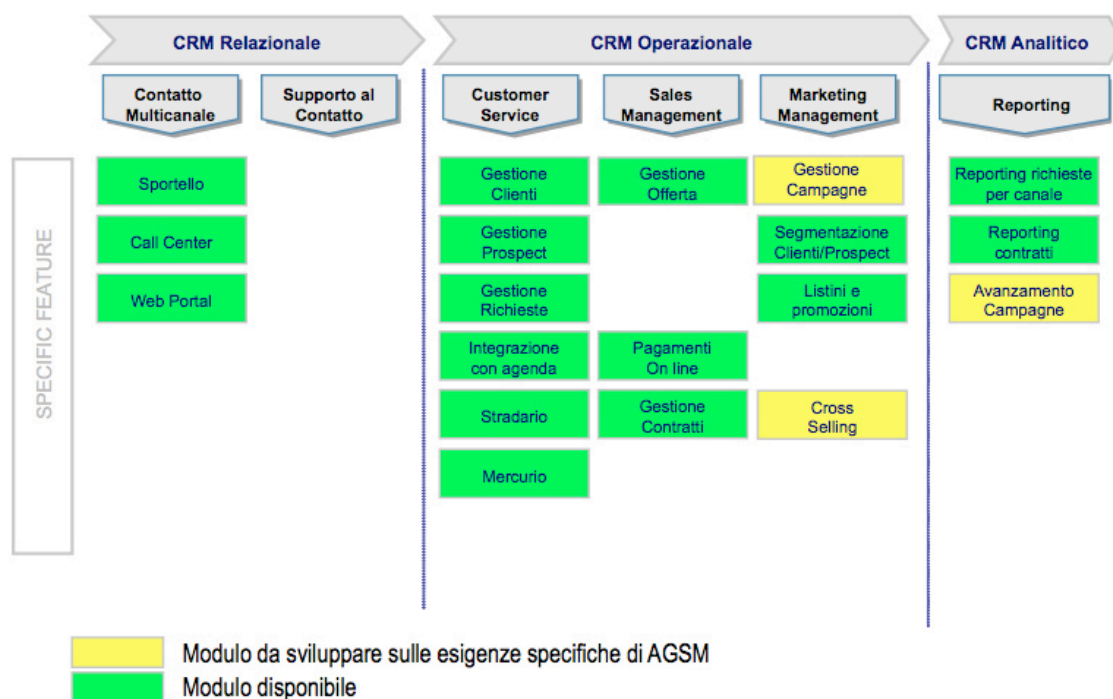 CRM Relazionale
CRM Operazionale
CRM Analitico
Contatto
Multicanale
Supporto al
Contatto
Customer
Service
Sales
Management
Marketing
Management
Reporting
SPECIFIC FEATURE
Sportello
Call Center
Web Portal
Gestione
Clienti
Gestione
Prospect
Gestione
Richieste
Integrazione
con agenda
Stradario
Mercurio
Gestione
Offerta
Pagamenti
On line
Gestione
Contratti
Gestione
Campagne
Segmentazione
Clienti/Prospect
Listini e
promozioni
Cross
Selling
Reporting richieste
per canale
Reporting
contratti
Avanzamento
Campagne
Modulo da sviluppare sulle esigenze specifiche di AGSM
Modulo disponibile